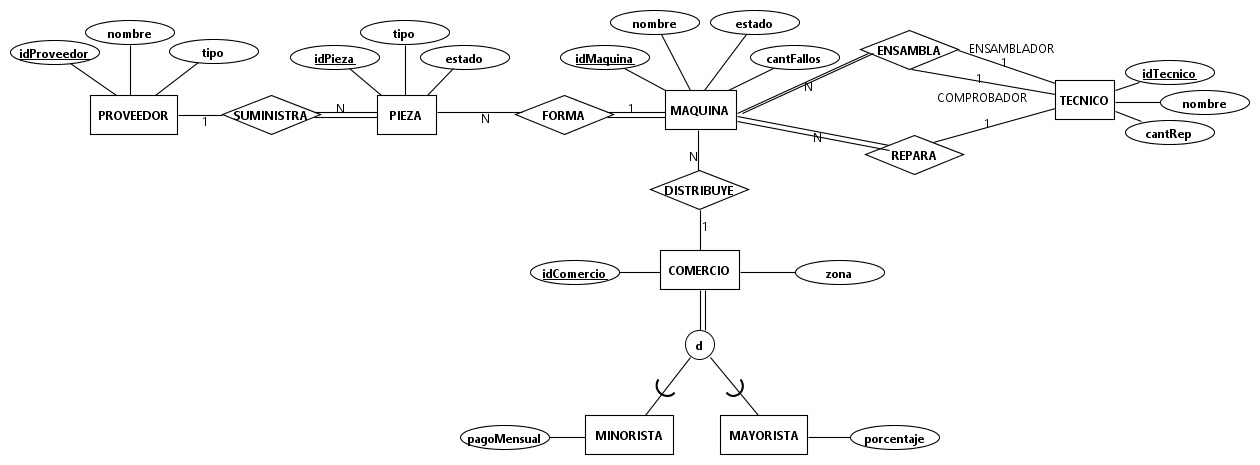 nombre
idProveedor
tipo
PROVEEDOR
1
SUMINISTRA
N
tipo
idPieza
estado
PIEZA
N
FORMA
1
nombre
estado
idMaquina
cantFallos
MAQUINA
N
ENSAMBLA
ENSAMBLADOR
1
1
COMPROBADOR
TECNICO
idTecnico
nombre
cantRep
N
REPARA
1
N
DISTRIBUYE
1
idComercio
COMERCIO
zona
d
pagoMensual
MINORISTA
MAYORISTA
porcentaje